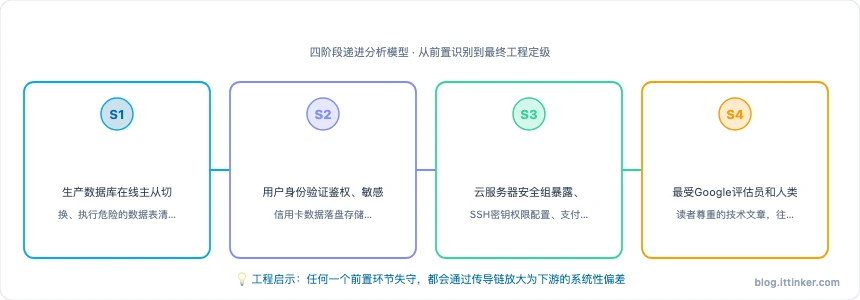 四阶段递进分析模型 · 从前置识别到最终工程定级
S1
生产数据库在线主从切
换、执行危险的数据表清...
S2
用户身份验证鉴权、敏感
信用卡数据落盘存储...
S3
云服务器安全组暴露、
SSH密钥权限配置、支付...
S4
最受Google评估员和人类
读者尊重的技术文章，往...
💡 工程启示：任何一个前置环节失守，都会通过传导链放大为下游的系统性偏差
blog.ittinker.com